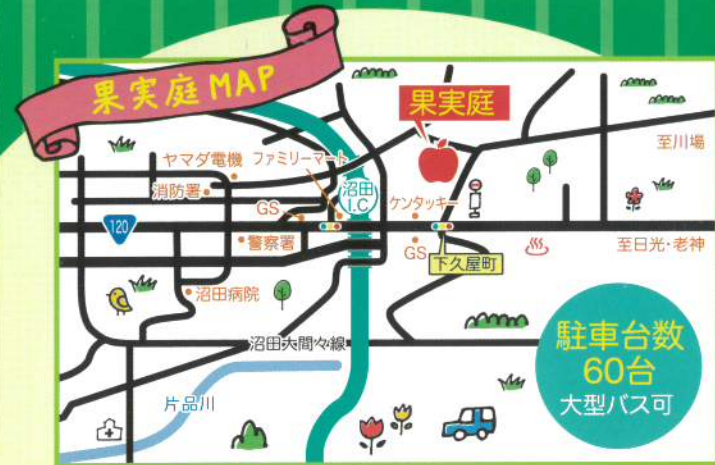 果実庭 MAP
果実庭
至川場
ヤマダ電機
ファミリーマート
消防署
沼田
I.C
ケンタッキー
GS
120
警察署
GS
下久屋町
至日光・老神
沼田病院
沼田大間々線
片品川
駐車台数
60台
大型バス可